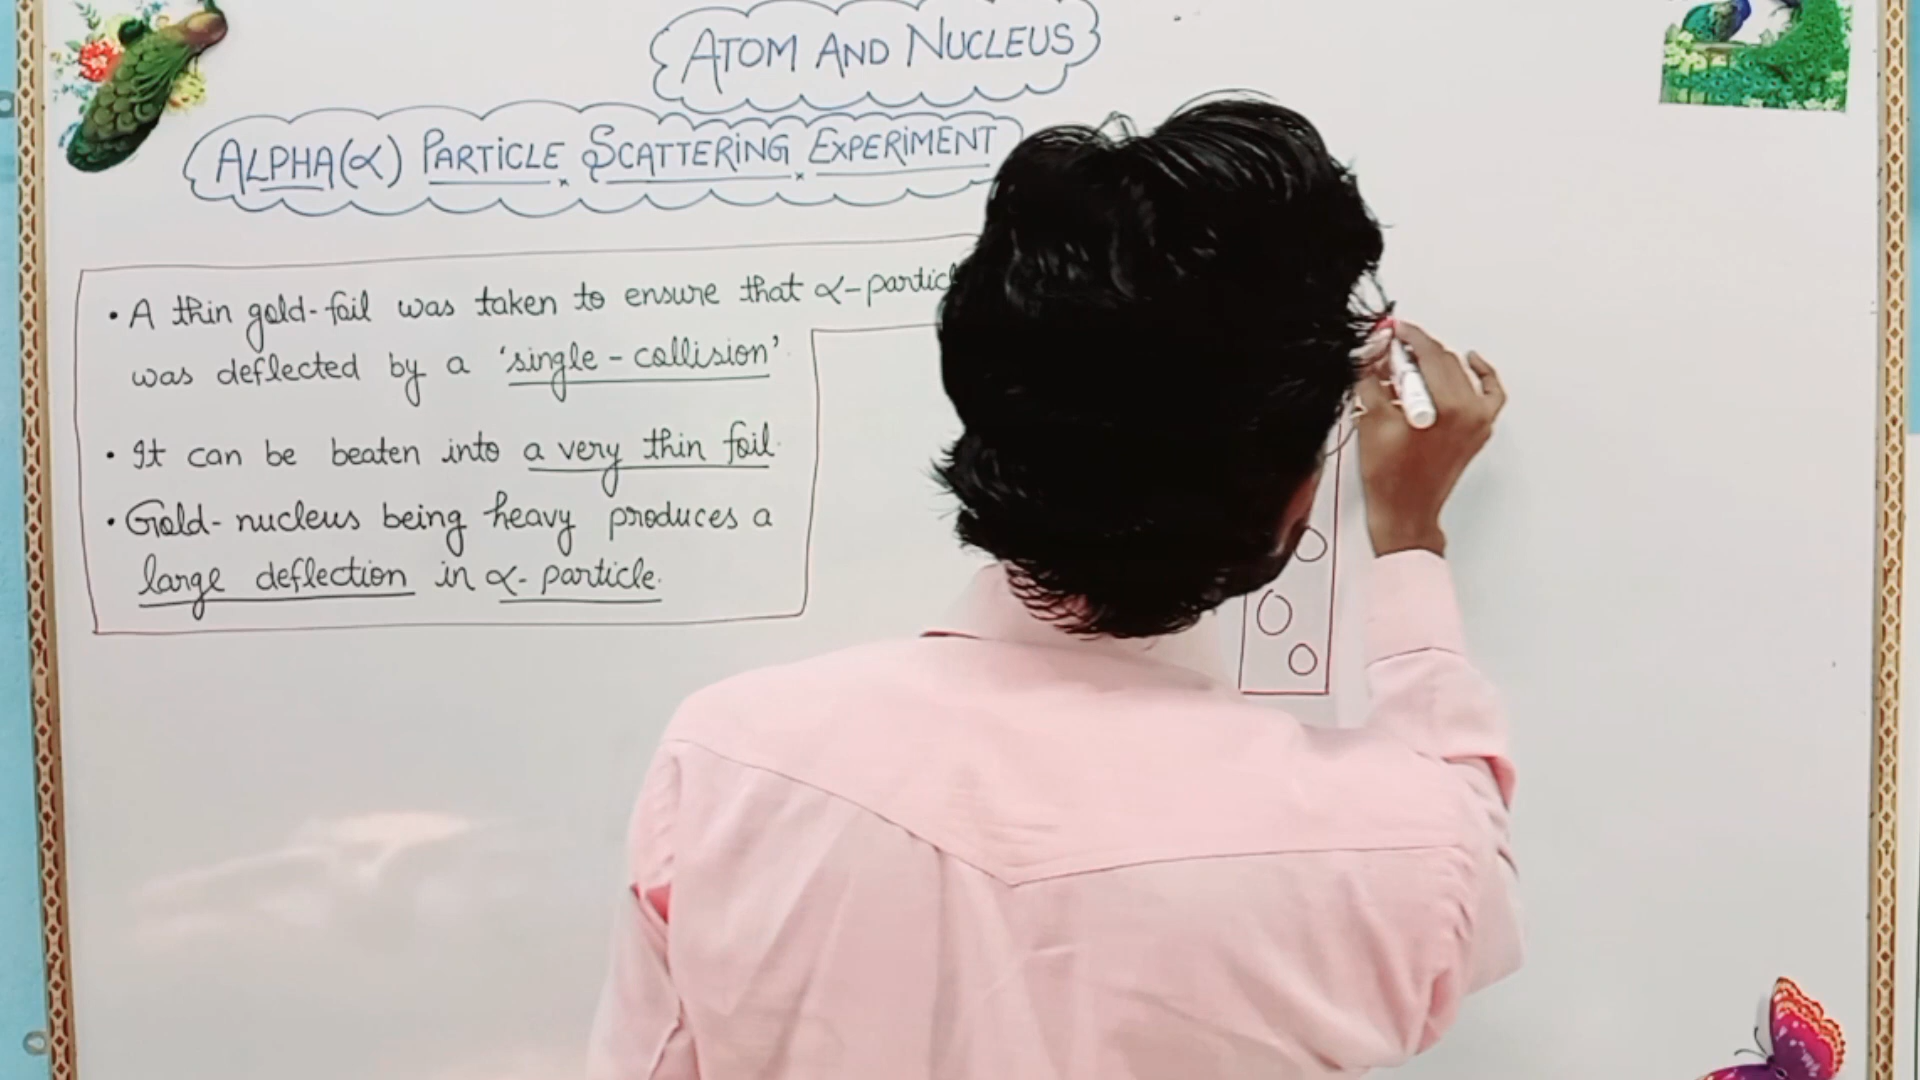 ATOM AND NUCLEUS
ALPHA(α) PARTICLE SCATTERING EXPERIMENT
• A thin gold-foil was taken to ensure that α-partic
was deflected by a 'single-collision'
• It can be beaten into a very thin foil.
• Gold-nucleus being heavy produces a
large deflection in α-particle.